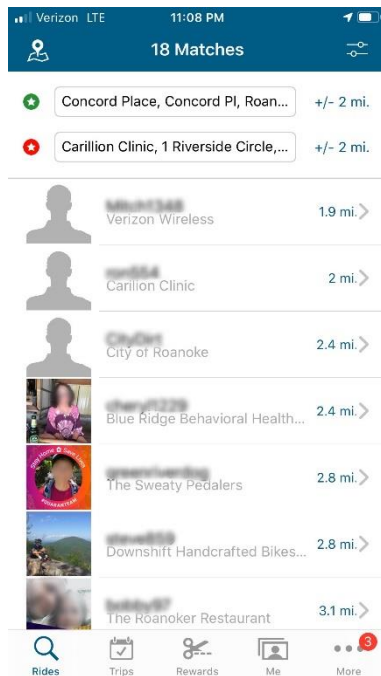 Verizon LTE 11:08 PM
18 Matches
Concord Place, Concord Pl, Roan... +/- 2 mi.
Carillion Clinic, 1 Riverside Circle,... +/- 2 mi.
Verizon Wireless 1.9 mi.
Carilion Clinic 2 mi.
City of Roanoke 2.4 mi.
Blue Ridge Behavioral Health... 2.4 mi.
The Sweaty Pedalers 2.8 mi.
Downshift Handcrafted Bikes... 2.8 mi.
The Roanoker Restaurant 3.1 mi.
3
Rides Trips Rewards Me More